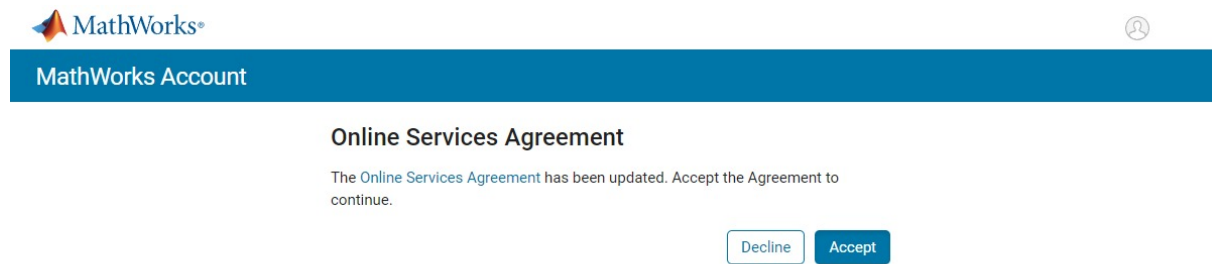 MathWorks®
MathWorks Account
Online Services Agreement
The Online Services Agreement has been updated. Accept the Agreement to
continue.
Decline Accept